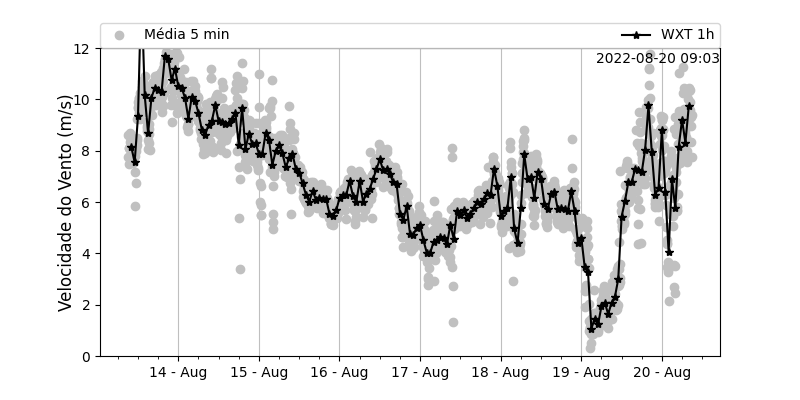 Média 5 min
WXT 1h
2022-08-20 09:03
Velocidade do Vento (m/s)
12
10
8
6
4
2
0
14 - Aug
15 - Aug
16 - Aug
17 - Aug
18 - Aug
19 - Aug
20 - Aug